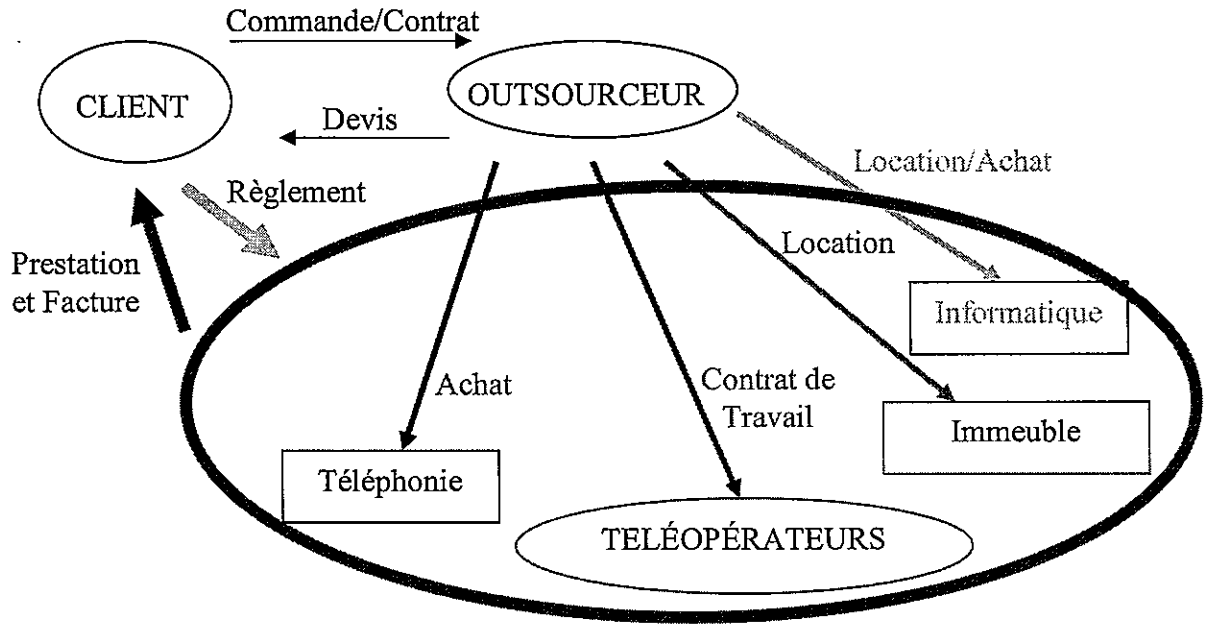 Commande/Contrat
CLIENT
OUTSOURCEUR
Devis
Location/Achat
Règlement
Location
Prestation
et Facture
Informatique
Achat
Contrat de
Travail
Immeuble
Téléphonie
TELÉOPÉRATEURS